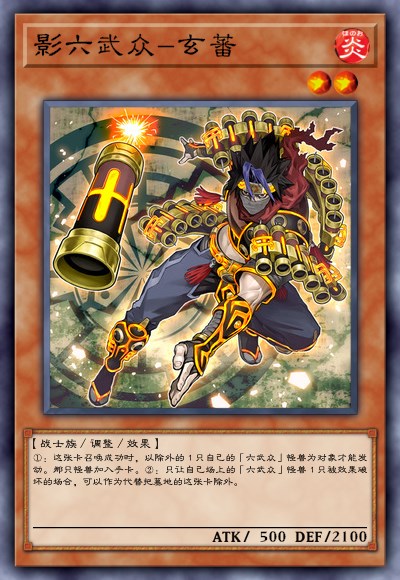 影六武众-玄蕃
ほのお
炎
【战士族／调整／效果】
①：这张卡召唤成功时，以除外的1只自己的「六武众」怪兽为对象才能发
动。那只怪兽加入手卡。②：只让自己场上的「六武众」怪兽1只被效果破
坏的场合，可以作为代替把墓地的这张卡除外。
ATK/ 500 DEF/2100